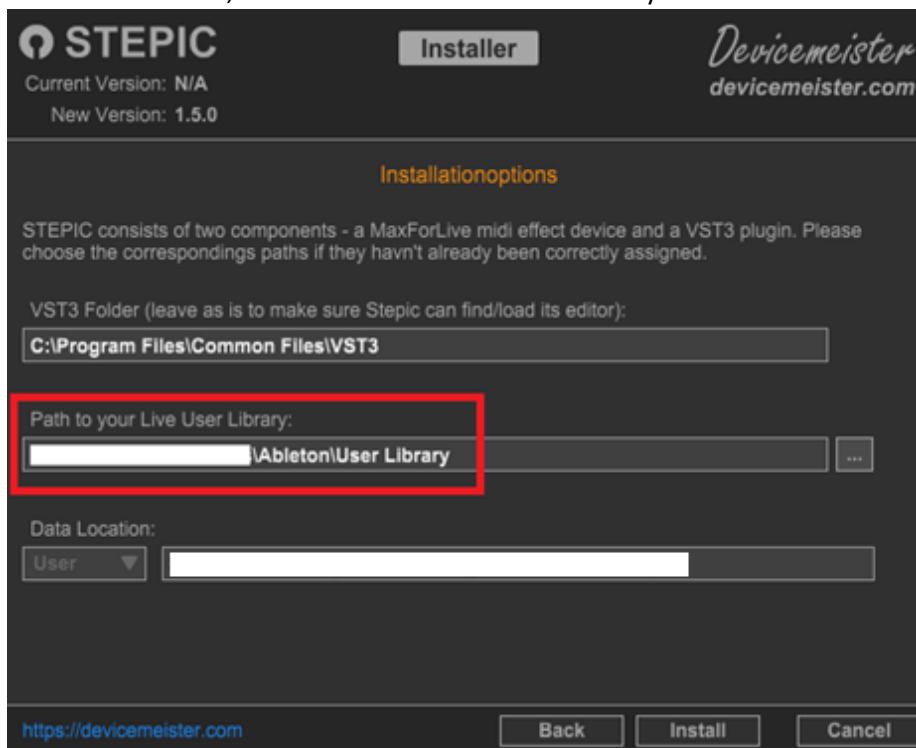 STEPIC
Installer
Devicemeister
devicemeister.com
Current Version: N/A
New Version: 1.5.0
Installationoptions
STEPIC consists of two components - a MaxForLive midi effect device and a VST3 plugin. Please
choose the correspondings paths if they havn't already been correctly assigned.
VST3 Folder (leave as is to make sure Stepic can find/load its editor):
C:\Program Files\Common Files\VST3
Path to your Live User Library:
\Ableton\User Library
...
Data Location:
User
https://devicemeister.com
Back
Install
Cancel